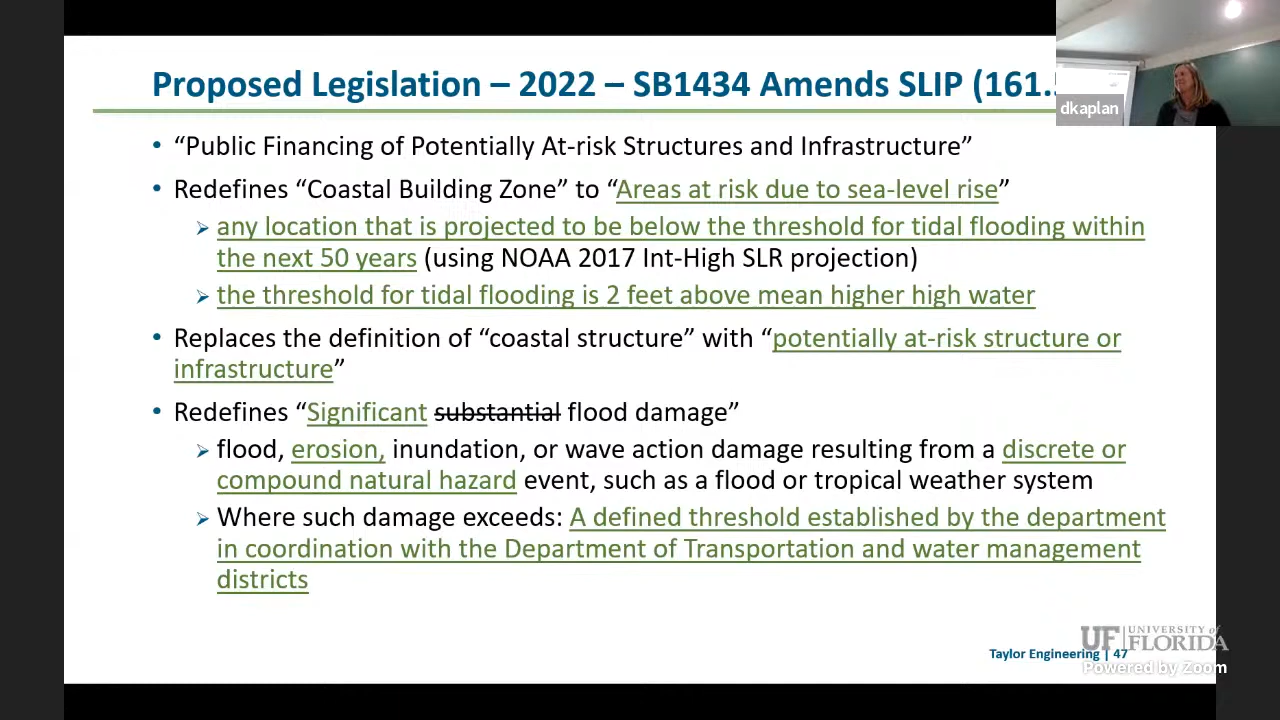 Proposed Legislation – 2022 – SB1434 Amends SLIP (161.
dkaplan
• “Public Financing of Potentially At-risk Structures and Infrastructure”
• Redefines “Coastal Building Zone” to “Areas at risk due to sea-level rise”
➢ any location that is projected to be below the threshold for tidal flooding within
the next 50 years (using NOAA 2017 Int-High SLR projection)
➢ the threshold for tidal flooding is 2 feet above mean higher high water
• Replaces the definition of “coastal structure” with “potentially at-risk structure or
infrastructure”
• Redefines “Significant substantial flood damage”
➢ flood, erosion, inundation, or wave action damage resulting from a discrete or
compound natural hazard event, such as a flood or tropical weather system
➢ Where such damage exceeds: A defined threshold established by the department
in coordination with the Department of Transportation and water management
districts
Taylor Engineering | 47
UF UNIVERSITY of
FLORIDA
Powered by Zoom